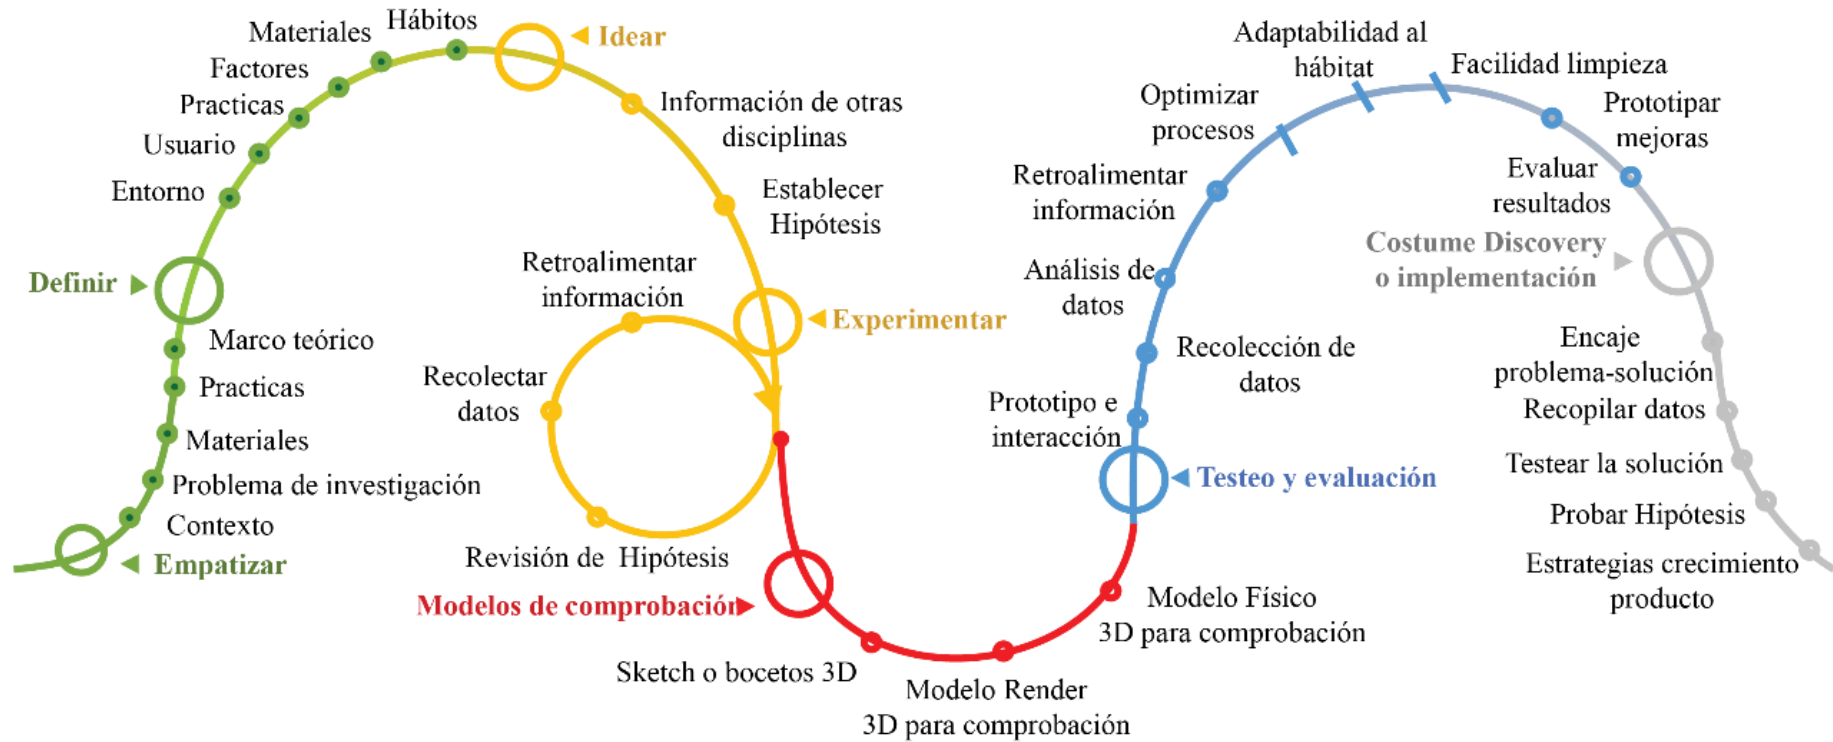 Hábitos
Materiales
Factores
Practicas
Usuario
Entorno
Definir
Marco teórico
Practicas
Materiales
Problema de investigación
Contexto
Empatizar
Idear
Información de otras
disciplinas
Establecer
Hipótesis
Experimentar
Retroalimentar
información
Recolectar
datos
Revisión de Hipótesis
Modelos de comprobación
Sketch o bocetos 3D
Modelo Render
3D para comprobación
Modelo Físico
3D para comprobación
Testeo y evaluación
Prototipo e
interacción
Recolección de
datos
Análisis de
datos
Retroalimentar
información
Optimizar
procesos
Adaptabilidad al
hábitat
Facilidad limpieza
Prototipar
mejoras
Evaluar
resultados
Costume Discovery
o implementación
Encaje
problema-solución
Recopilar datos
Testear la solución
Probar Hipótesis
Estrategias crecimiento
producto